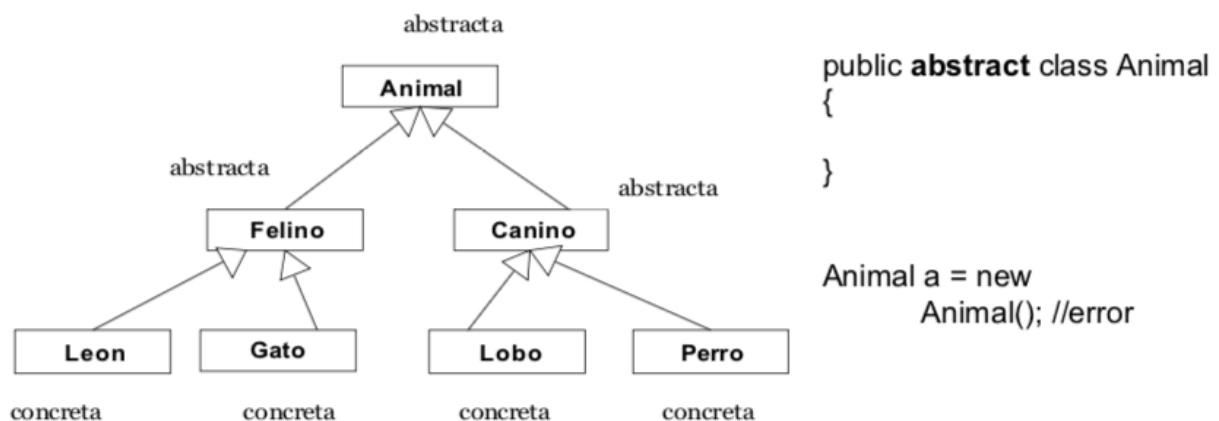 abstracta
Animal
abstracta
abstracta
Felino
Canino
Leon
Gato
Lobo
Perro
concreta
concreta
concreta
concreta
public abstract class Animal
{
}
Animal a = new
Animal(); //error